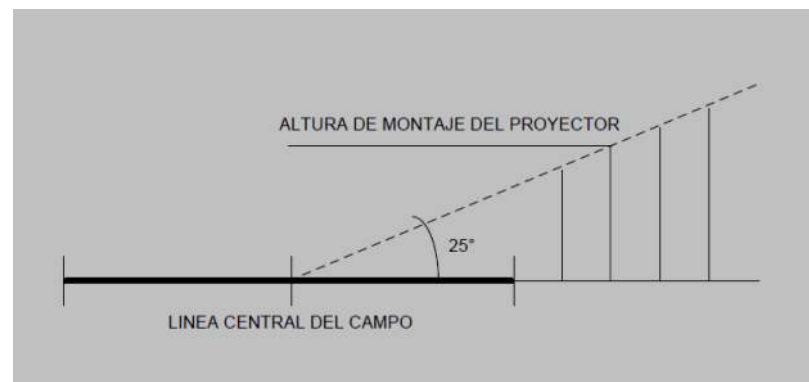 ALTURA DE MONTAJE DEL PROYECTOR
25°
LINEA CENTRAL DEL CAMPO